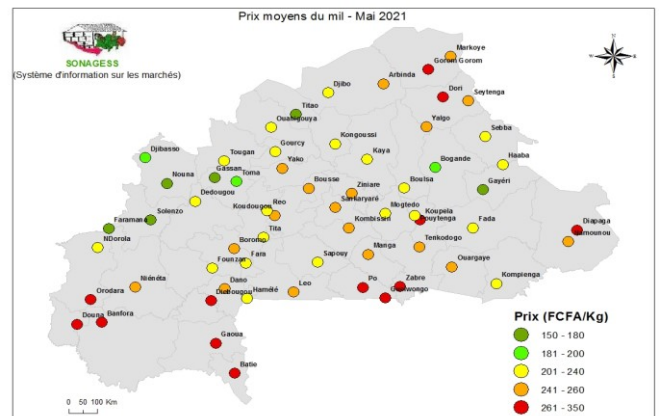 Prix moyens du mil - Mai 2021
SONAGESS
(Système d'information sur les marchés)
Markoye
Gorom Gorom
Arbinda
Djibo
Dori
Seytenga
Titao
Ouahigouya
Yalgo
Sebba
Kongoussi
Djibasso
Tougan
Gourcy
Kaya
Haaba
Yako
Bogande
Nouna
Gassan
Toma
Bousse
Ziniare
Boulsa
Gayéri
Dedougou
Sankaryaré
Koudougou
Reo
Mogtedo
Koupela
Solenzo
Pouytenga
Faramana
Kombissiri
Fada
Diapaga
Tita
Namounou
NDorola
Boromo
Tenkodogo
Founzan
Fara
Sapouy
Manga
Ouargaye
Niénéta
Dano
Leo
Po
Zabre
Kompienga
Orodara
Diebougou
Hamélé
Guelwongo
Douna
Banfora
Gaoua
Batie
Prix (FCFA/Kg)
150 - 180
181 - 200
201 - 240
241 - 260
261 - 350
0 50 100 Km